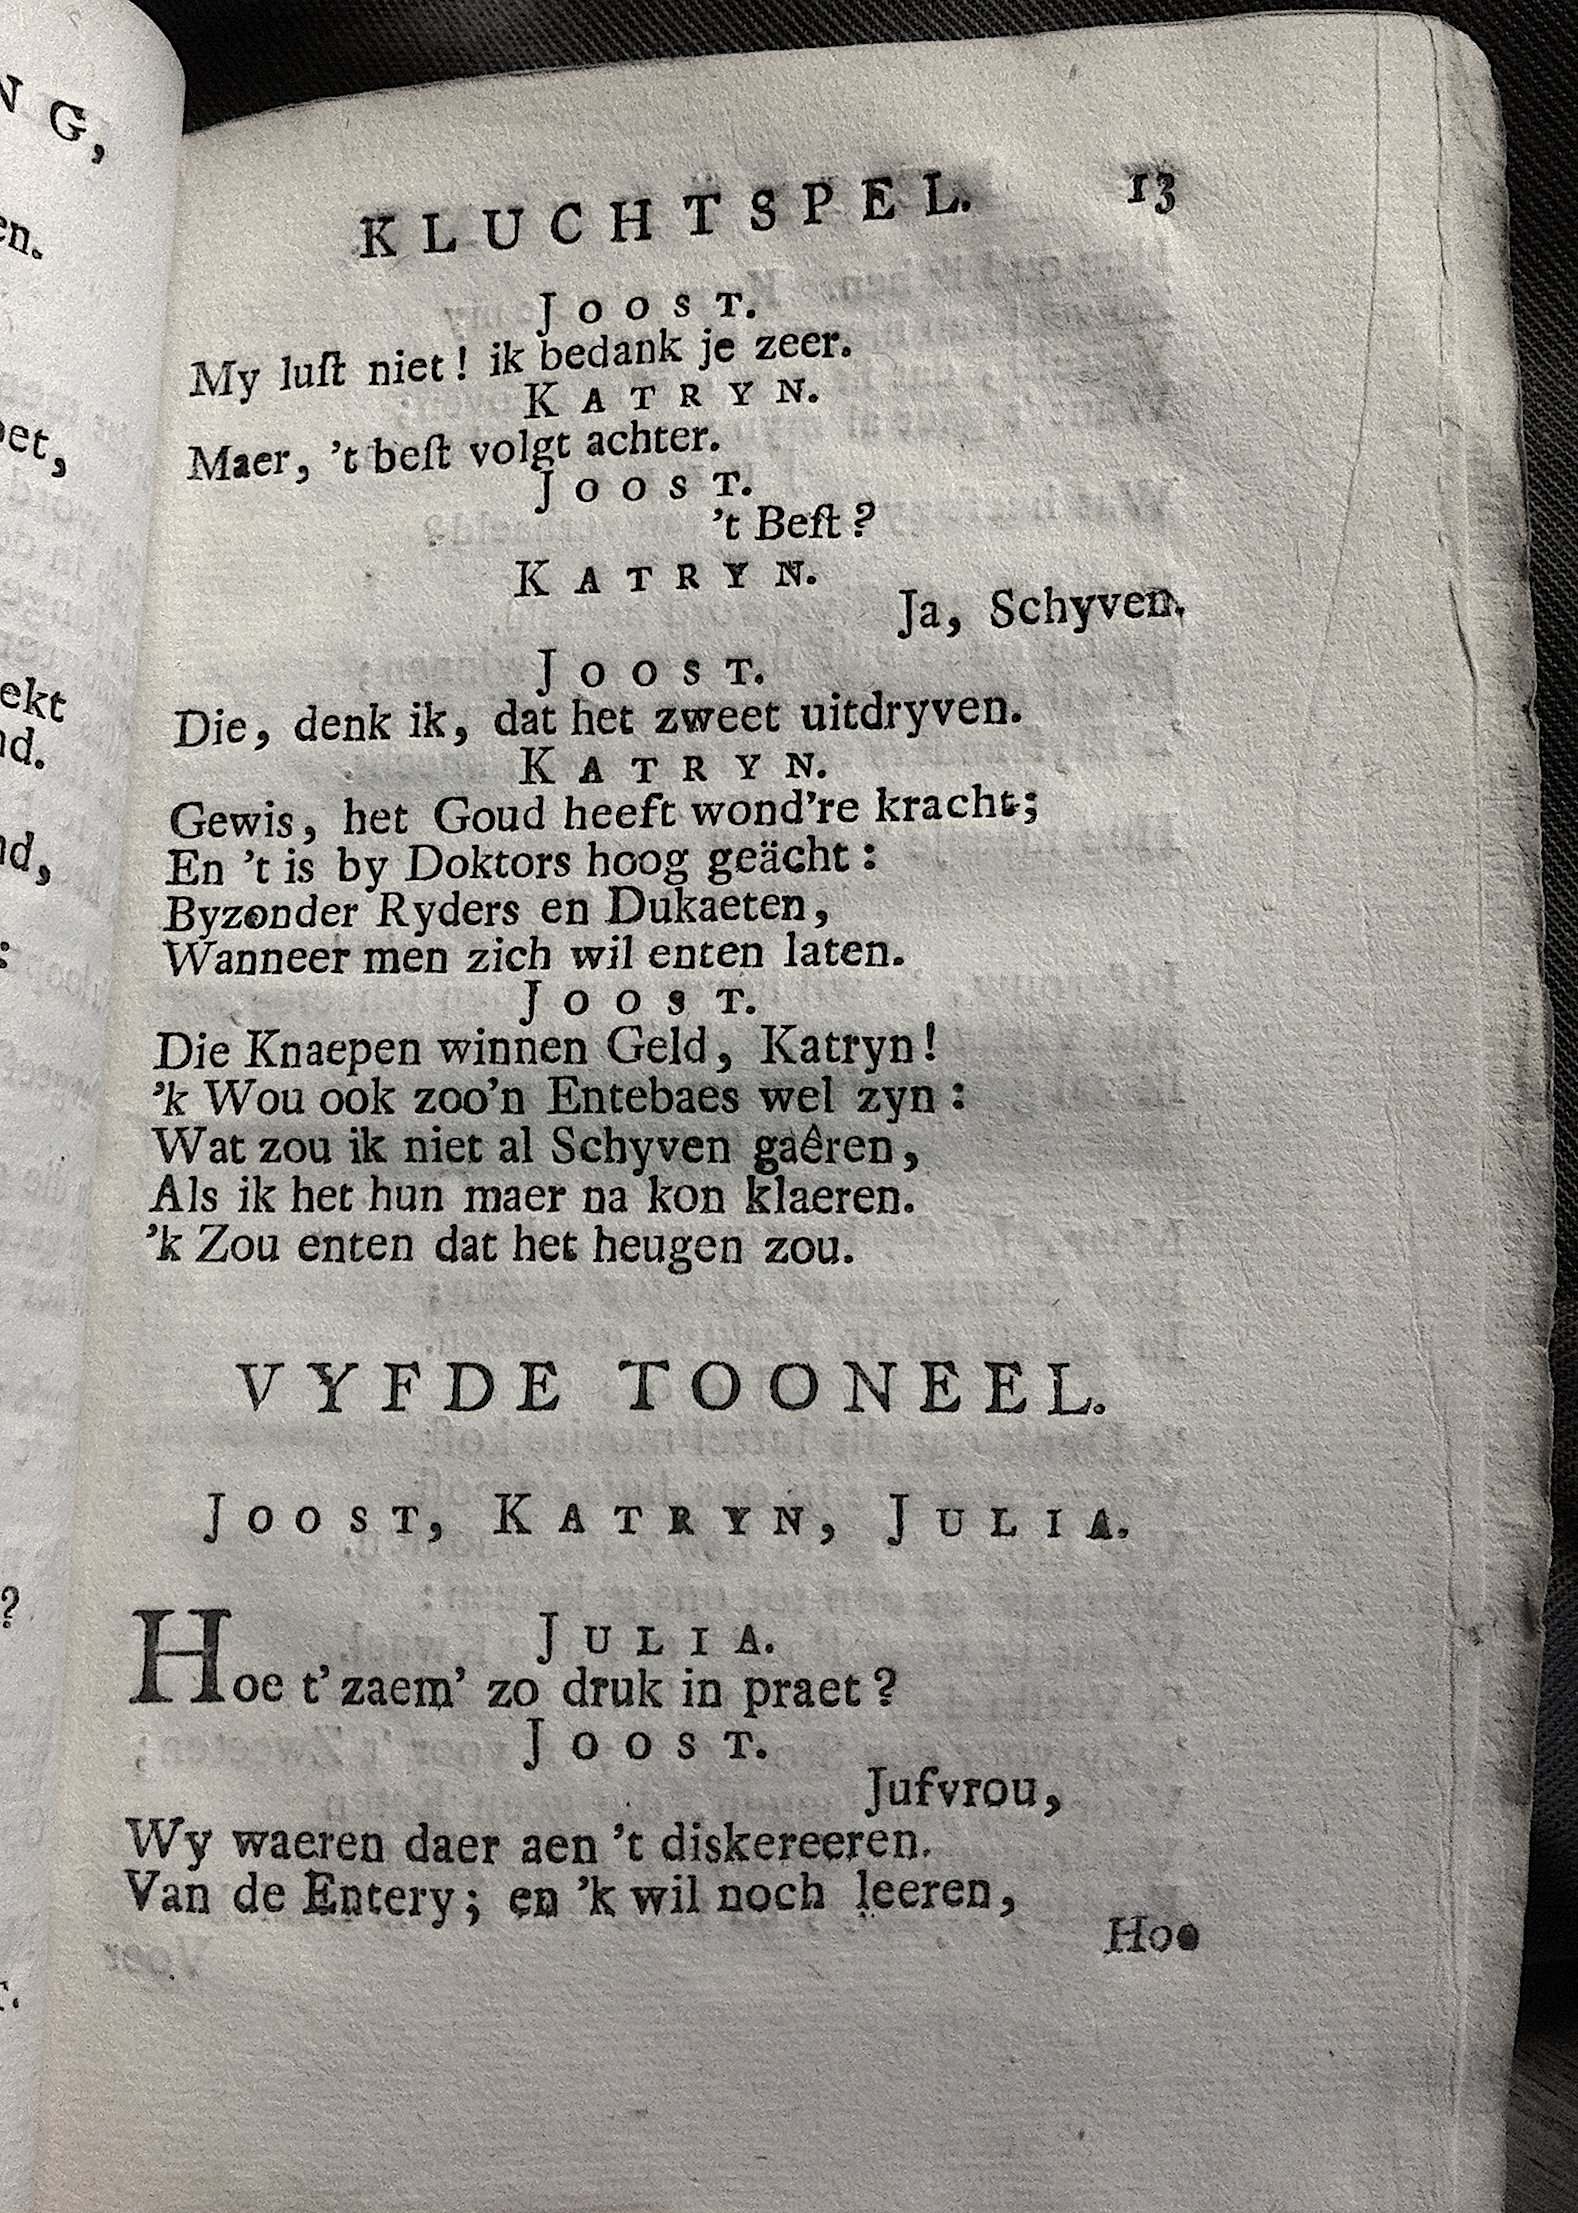 N G,
en.
oet,
ekt
nd.
nd,
:
?
r.
KLUCHTSPEL. 13
JOOST.
My luſt niet! ik bedank je zeer.
KATRYN.
Maer, 't beſt volgt achter.
JOOST.
't Beſt?
KATRYN.
Ja, Schyven.
JOOST.
Die, denk ik, dat het zweet uitdryven.
KATRYN.
Gewis, het Goud heeft wond're kracht;
En 't is by Doktors hoog geächt:
Byzonder Ryders en Dukaeten,
Wanneer men zich wil enten laten.
JOOST.
Die Knaepen winnen Geld, Katryn!
'k Wou ook zoo'n Entebaes wel zyn:
Wat zou ik niet al Schyven gaêren,
Als ik het hun maer na kon klaeren.
'k Zou enten dat het heugen zou.
VYFDE TOONEEL.
JOOST, KATRYN, JULIA.
JULIA.
Hoe t' zaem' zo druk in praet?
JOOST.
Jufvrou,
Wy waeren daer aen 't diskereeren.
Van de Entery; en 'k wil noch leeren,
Hoe